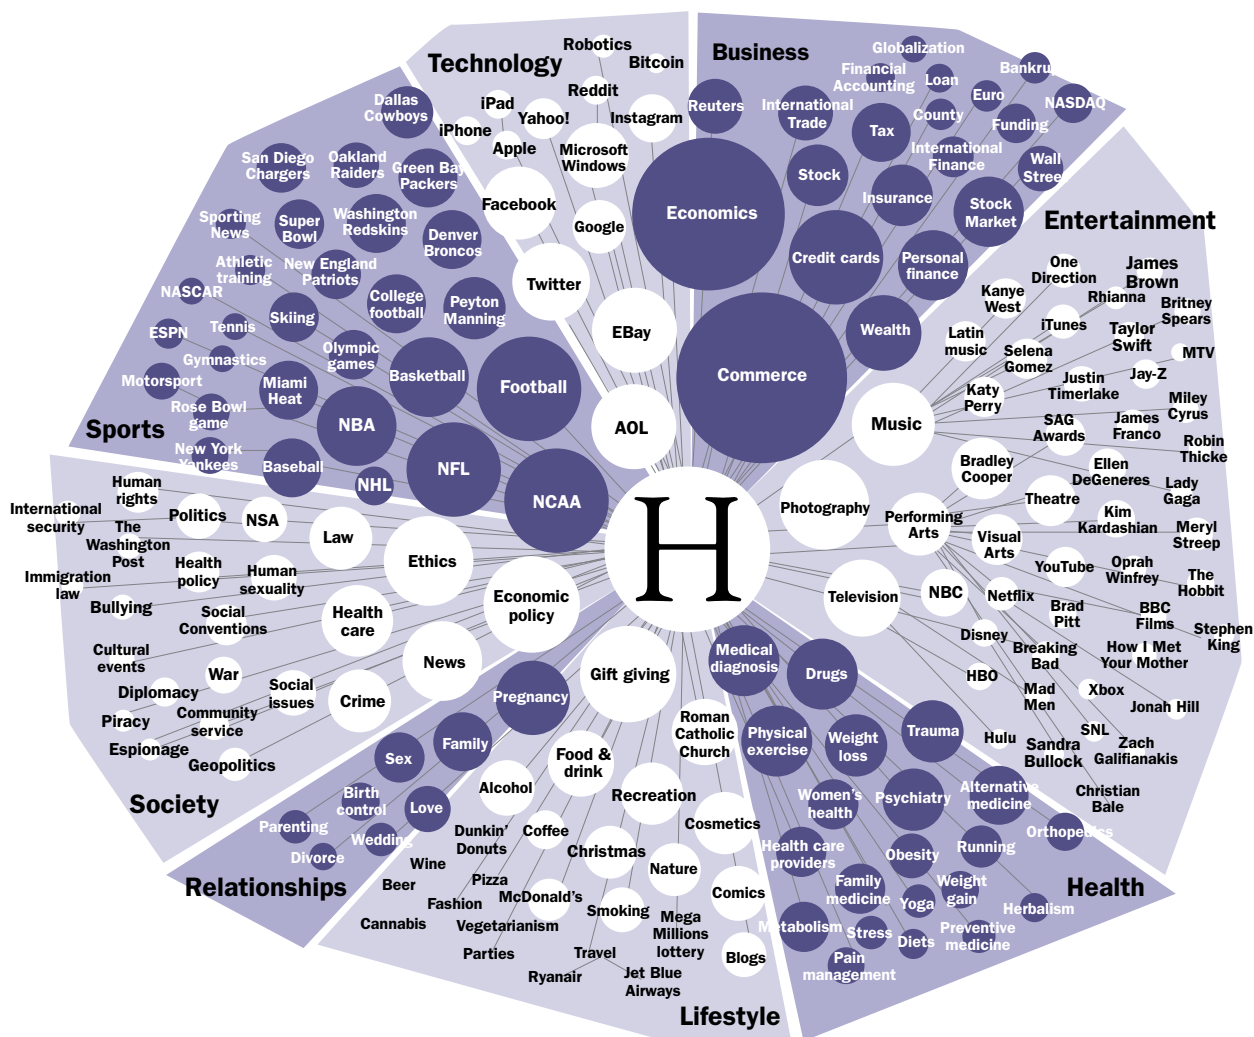 Technology
Robotics
Bitcoin
Reddit
iPad
Yahoo!
Instagram
iPhone
Apple
Microsoft
Windows
Facebook
Google
Twitter
EBay
AOL
Business
Globalization
Financial
Accounting
Loan
Bankru
Reuters
International
Trade
Euro
NASDAQ
Tax
County
Funding
International
Finance
Wall
Stree
Stock
Insurance
Stock
Market
Economics
Credit cards
Personal
finance
Wealth
Commerce
Entertainment
One
Direction
James
Brown
Kanye
West
Rhianna
Britney
Spears
Latin
music
iTunes
Taylor
Swift
Selena
Gomez
MTV
Katy
Perry
Justin
Timerlake
Jay-Z
Miley
Cyrus
Music
SAG
Awards
James
Franco
Robin
Thicke
Bradley
Cooper
Ellen
DeGeneres
Lady
Gaga
Photography
Theatre
Kim
Kardashian
Performing
Arts
Visual
Arts
Meryl
Streep
YouTube
Oprah
Winfrey
The
Hobbit
Television
NBC
Netflix
Brad
Pitt
BBC
Films
Stephen
King
Disney
Breaking
Bad
How I Met
Your Mother
HBO
Mad
Men
Xbox
Jonah Hill
Hulu
SNL
Sandra
Bullock
Zach
Galifianakis
Christian
Bale
Sports
Dallas
Cowboys
San Diego
Chargers
Oakland
Raiders
Green Bay
Packers
Sporting
News
Super
Bowl
Washington
Redskins
Denver
Broncos
Athletic
training
New England
Patriots
NASCAR
College
football
Peyton
Manning
ESPN
Tennis
Skiing
Gymnastics
Olympic
games
Basketball
Football
Motorsport
Miami
Heat
Rose Bowl
game
NBA
New York
Yankees
Baseball
NHL
NFL
NCAA
H
Human
rights
International
security
Politics
NSA
The
Washington
Post
Law
Ethics
Immigration
law
Health
policy
Human
sexuality
Economic
policy
Bullying
Social
Conventions
Health
care
Cultural
events
War
News
Diplomacy
Social
issues
Crime
Piracy
Community
service
Espionage
Geopolitics
Society
Pregnancy
Family
Sex
Birth
control
Love
Parenting
Wedding
Divorce
Relationships
Gift giving
Roman
Catholic
Church
Food &
drink
Alcohol
Recreation
Cosmetics
Dunkin'
Donuts
Coffee
Christmas
Wine
Nature
Beer
Pizza
McDonald's
Comics
Fashion
Smoking
Cannabis
Vegetarianism
Mega
Millions
lottery
Parties
Travel
Blogs
Ryanair
Jet Blue
Airways
Lifestyle
Medical
diagnosis
Drugs
Physical
exercise
Weight
loss
Trauma
Women's
health
Psychiatry
Alternative
medicine
Orthopedics
Health care
providers
Obesity
Running
Health
Family
medicine
Weight
gain
Yoga
Herbalism
Metabolism
Stress
Diets
Preventive
medicine
Pain
management